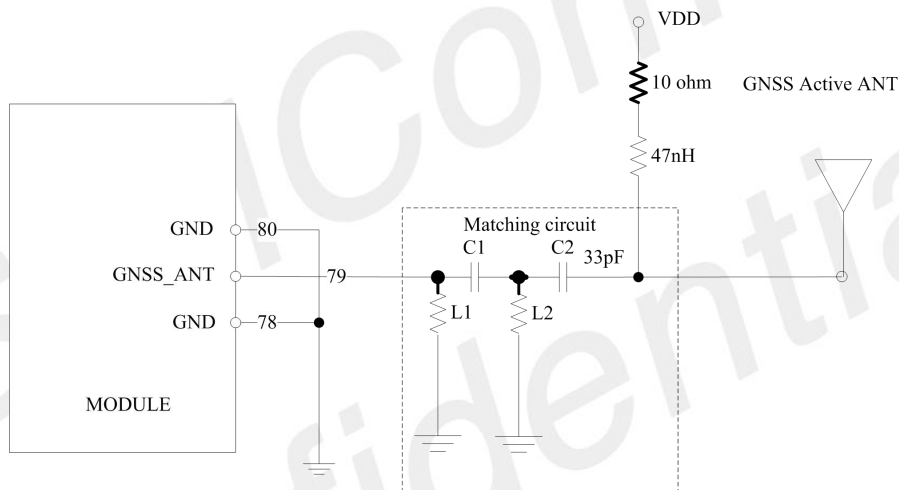 VDD
10 ohm
GNSS Active ANT
47nH
Matching circuit
C1
C2
33pF
GND
80
GNSS_ANT
79
L1
L2
GND
78
MODULE